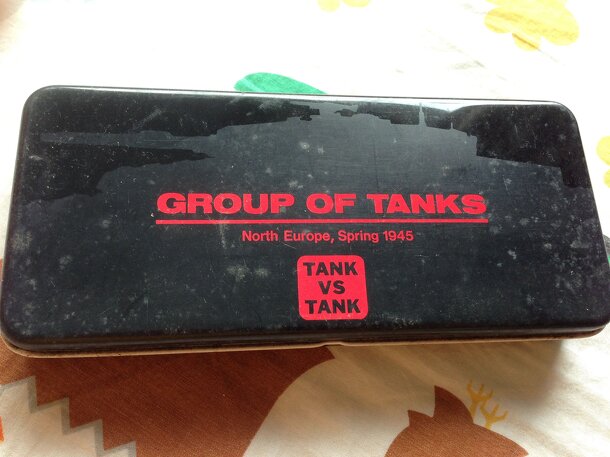 GROUP OF TANKS
North Europe, Spring 1945
TANK
VS
TANK